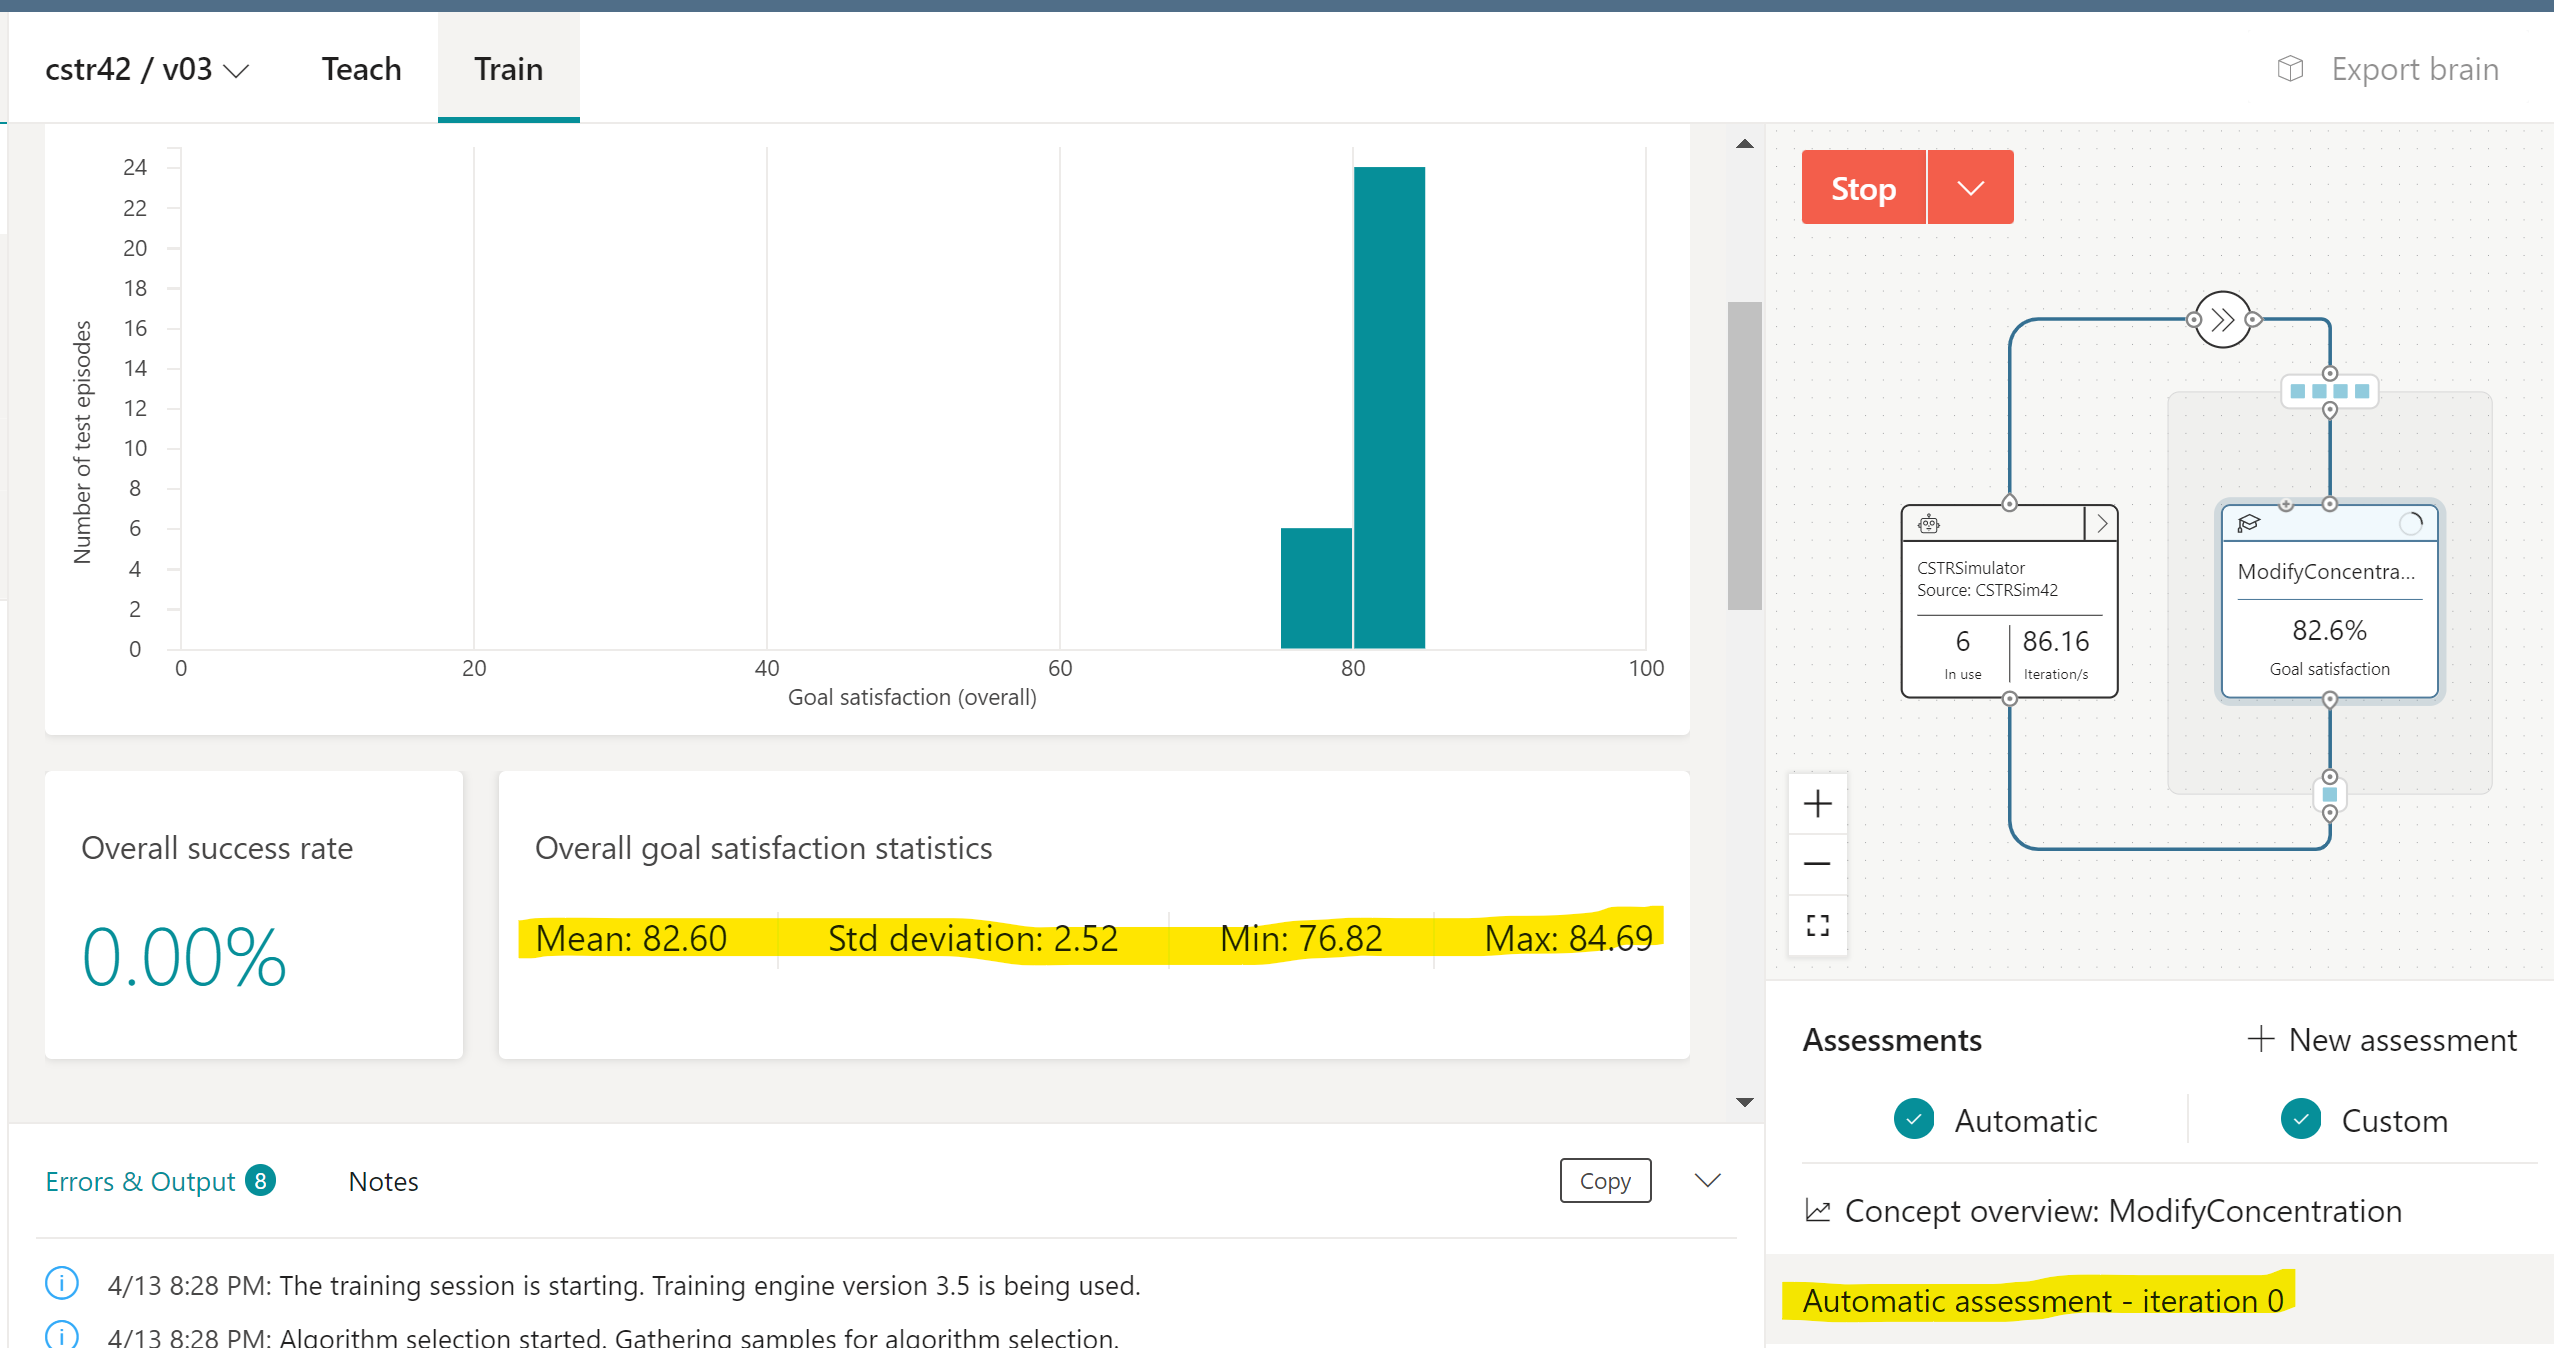 cstr42 / v03
Teach
Train
Export brain
24
22
20
18
16
14
12
10
8
6
4
2
0
Number of test episodes
0 20 40 60 80 100
Goal satisfaction (overall)
Overall success rate
0.00%
Overall goal satisfaction statistics
Mean: 82.60 Std deviation: 2.52 Min: 76.82 Max: 84.69
Errors & Output 8
Notes
Copy
4/13 8:28 PM: The training session is starting. Training engine version 3.5 is being used.
4/13 8:28 PM: Algorithm selection started. Gathering samples for algorithm selection.
Stop
CSTRSimulator
Source: CSTRSim42
6 86.16
In use Iteration/s
ModifyConcentra...
82.6%
Goal satisfaction
Assessments
New assessment
Automatic
Custom
Concept overview: ModifyConcentration
Automatic assessment - iteration 0